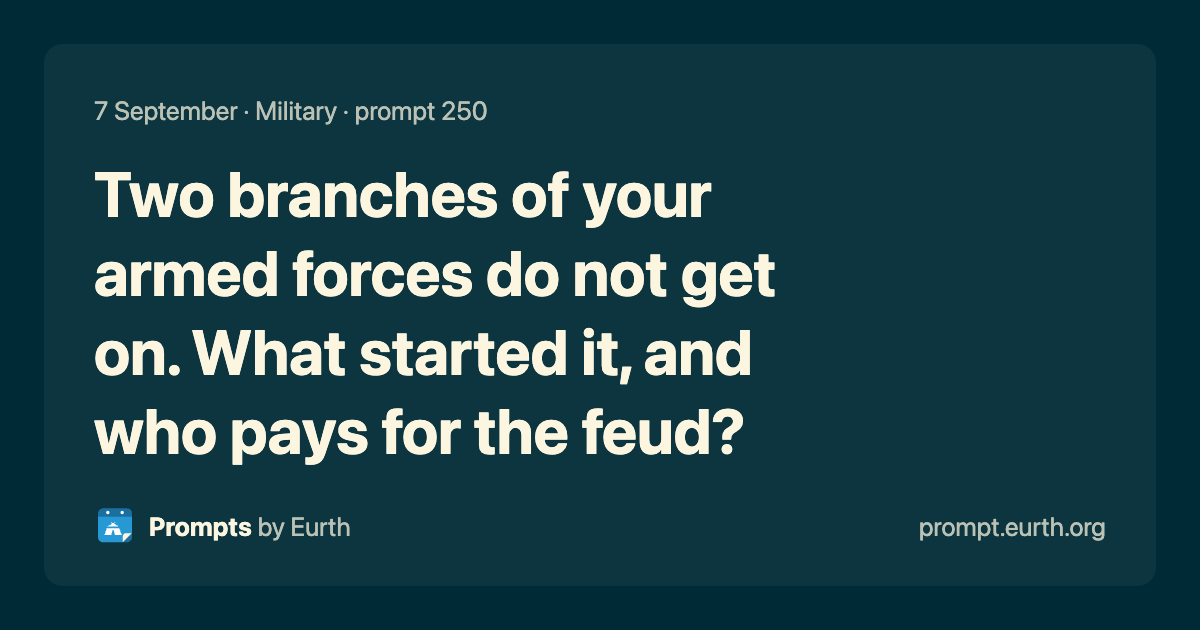 7 September · Military · prompt 250
Two branches of your
armed forces do not get
on. What started it, and
who pays for the feud?
Prompts by Eurth
prompt.eurth.org